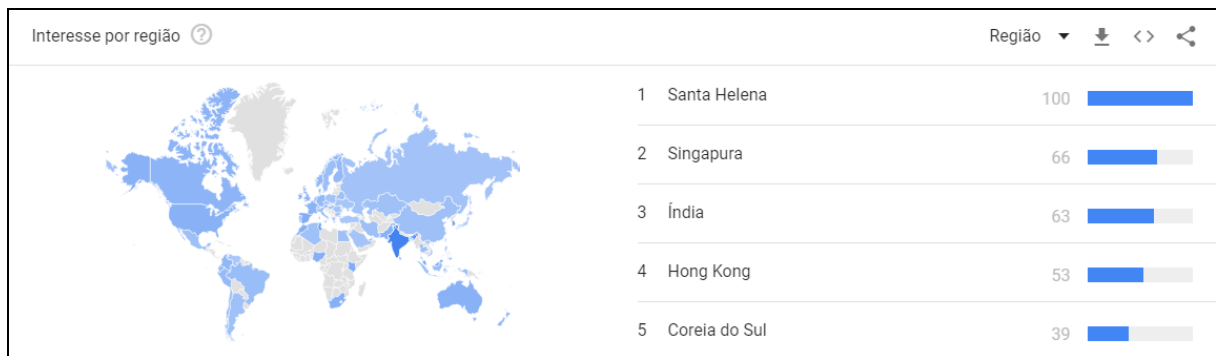 Interesse por região ?
Região
1 Santa Helena 100
2 Singapura 66
3 Índia 63
4 Hong Kong 53
5 Coreia do Sul 39